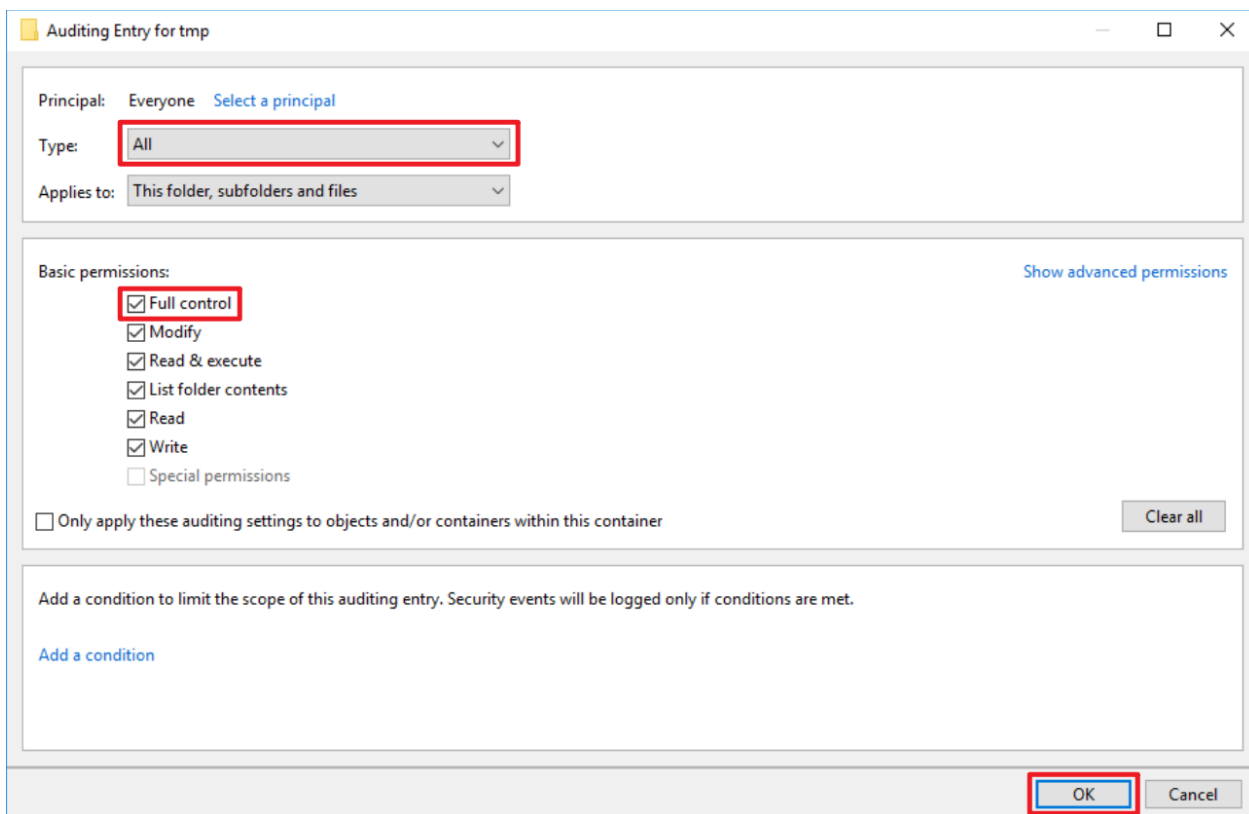 Auditing Entry for tmp
Principal: Everyone Select a principal
Type: All
Applies to: This folder, subfolders and files
Basic permissions: Show advanced permissions
Full control
Modify
Read & execute
List folder contents
Read
Write
Special permissions
Only apply these auditing settings to objects and/or containers within this container Clear all
Add a condition to limit the scope of this auditing entry. Security events will be logged only if conditions are met.
Add a condition
OK Cancel